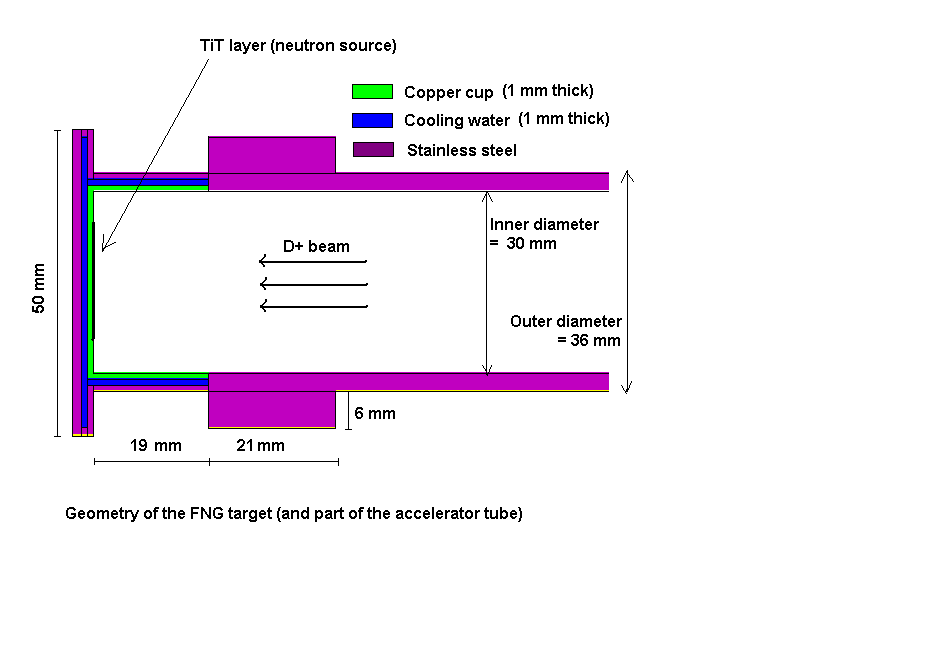 TiT layer (neutron source)
Copper cup (1 mm thick)
Cooling water (1 mm thick)
Stainless steel
Inner diameter
= 30 mm
D+ beam
50 mm
Outer diameter
= 36 mm
6 mm
19 mm
21 mm
Geometry of the FNG target (and part of the accelerator tube)